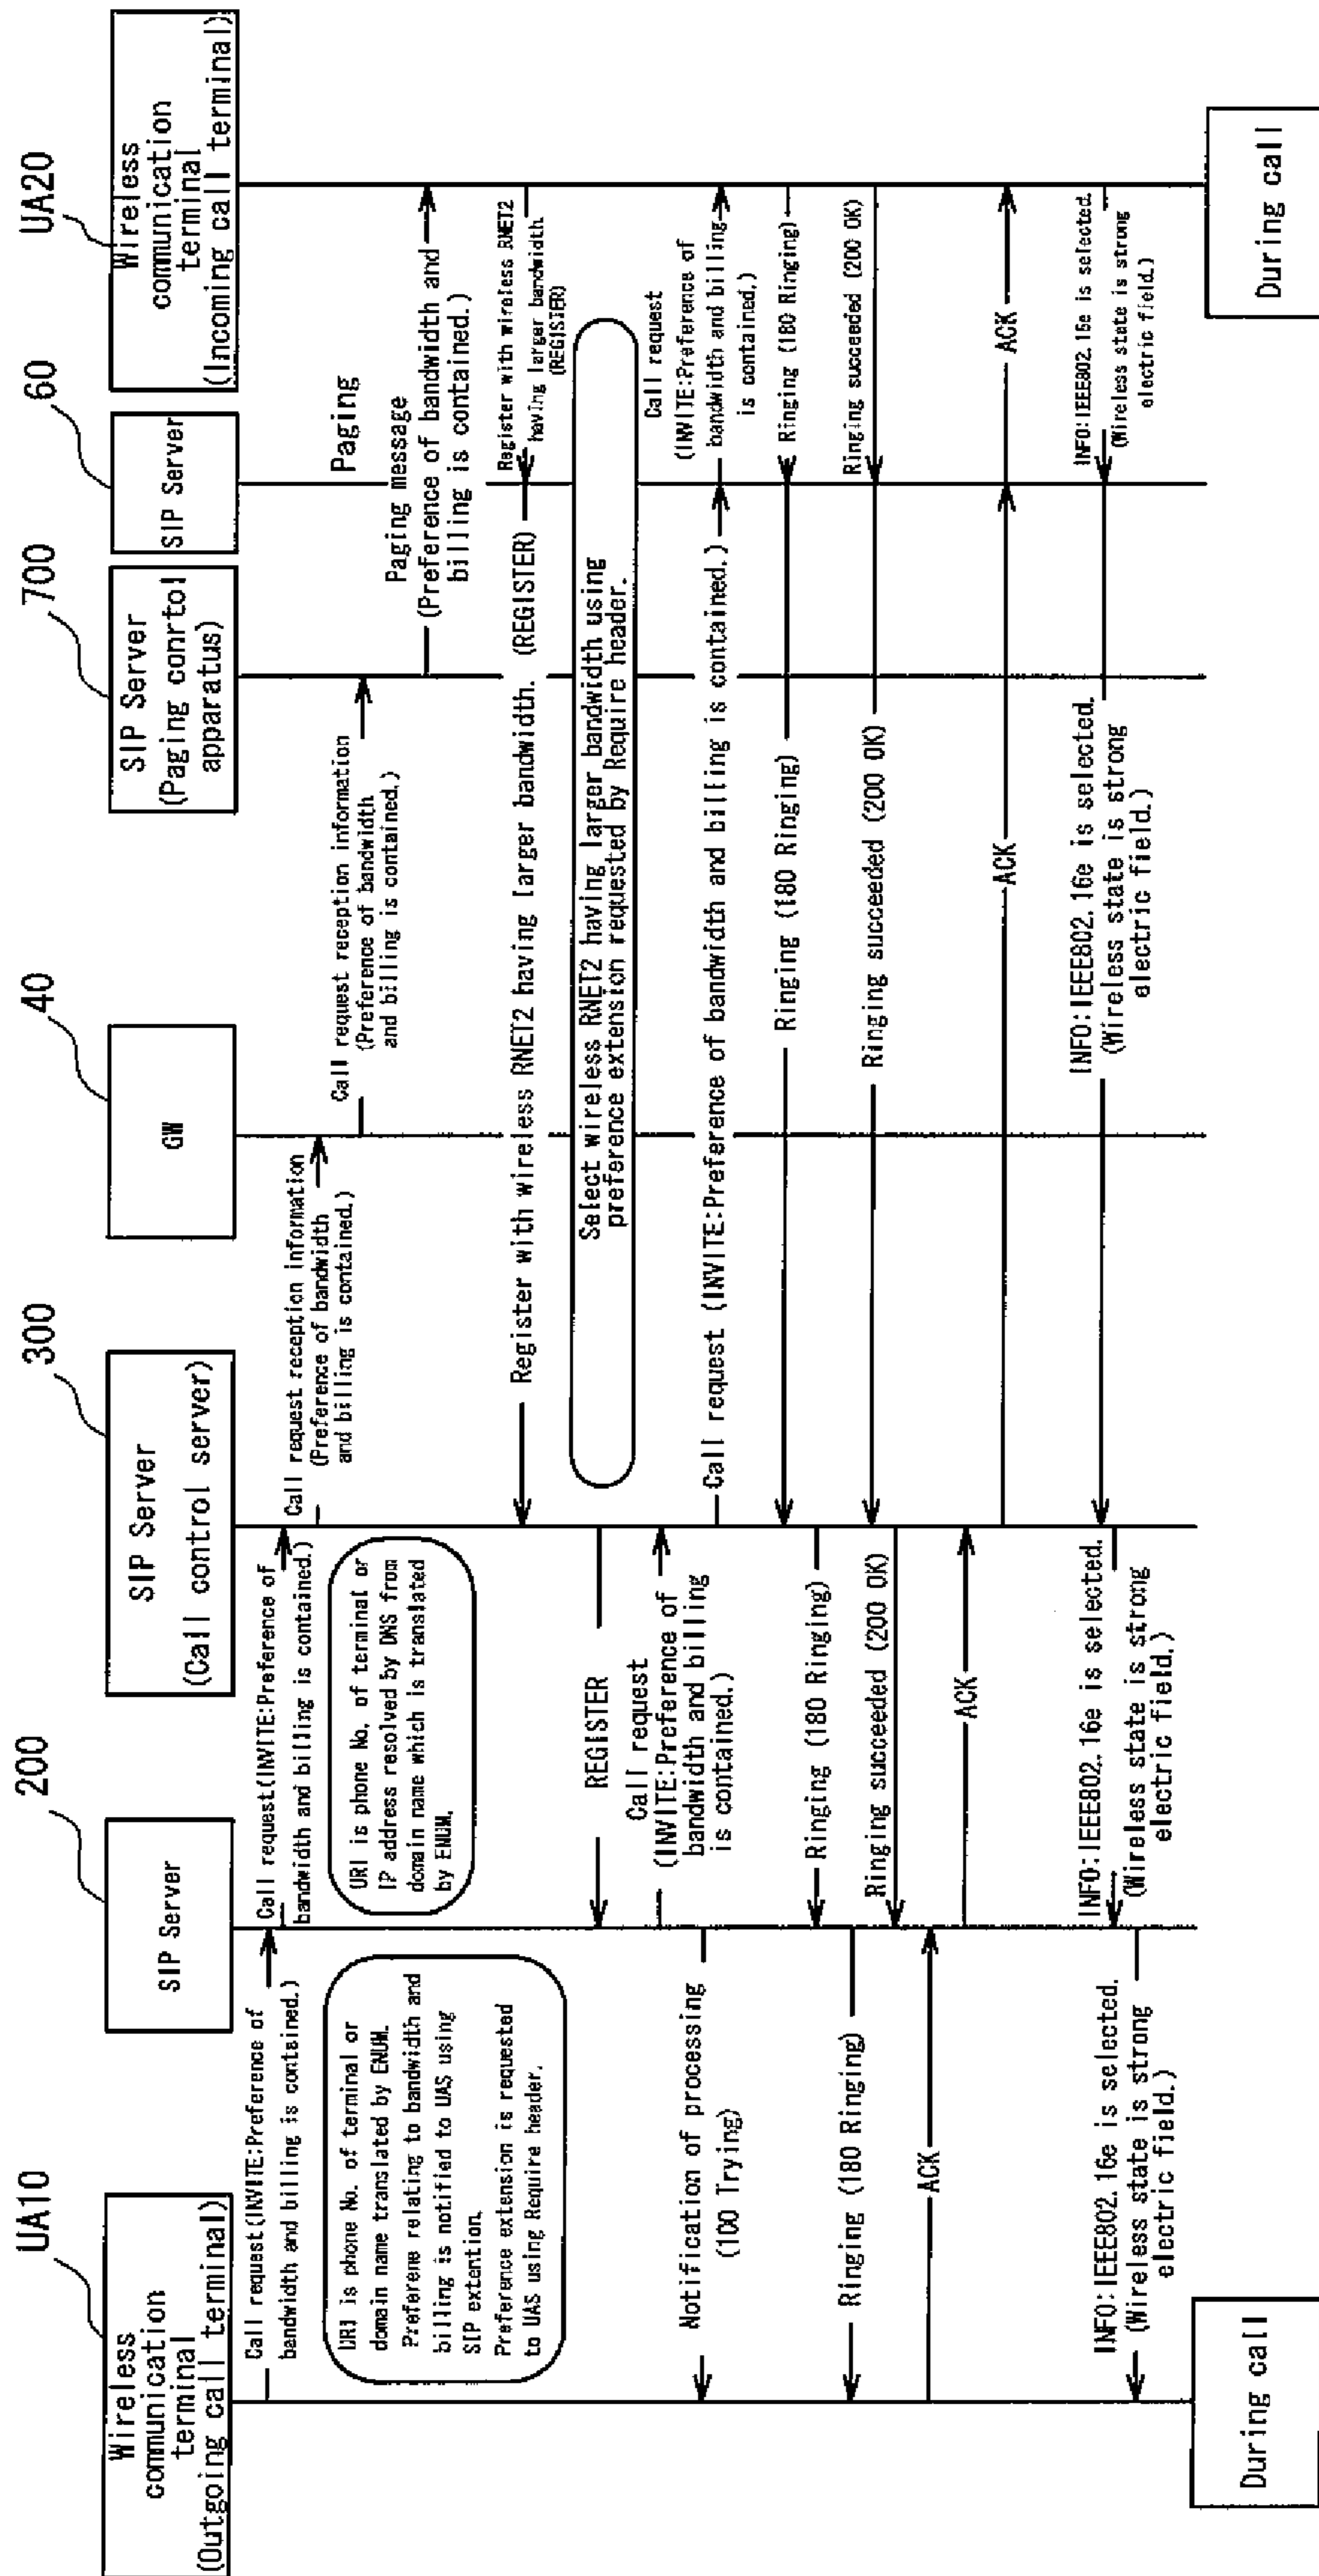 UA10
Wireless
communication
terminal
(Outgoing call terminal)
200
SIP Server
300
SIP Server
(Call control server)
40
GW
700
SIP Server
(Paging conrtol
apparatus)
60
SIP Server
UA20
Wireless
communication
terminal
(Incoming call terminal)
Call request(INVITE:Preference of
bandwidth and billing is contained.)
Call request(INVITE:Preference of
bandwidth and billing is contained.)
Call request reception information
(Preference of bandwidth
and billing is contained.)
Call request reception information
(Preference of bandwidth
and billing is contained.)
Paging
Paging message
(Preference of bandwidth and
billing is contained.)
URI is phone No. of terminal or
domain name translated by ENUM.
Preferene relating to bandwidth and
billing is notified to UAS using
SIP extention.
Preference extension is requested
to UAS using Require header.
URI is phone No. of terminal or
IP address resolved by DNS from
domain name which is translated
by ENUM.
Register with wireless RNET2
having larger bandwidth.
(REGISTER)
Register with wireless RNET2 having larger bandwidth. (REGISTER)
Select wireless RNET2 having larger bandwidth using
preference extension requested by Require header.
REGISTER
Call request
(INVITE:Preference of
bandwidth and billing
is contained.)
Call request (INVITE:Preference of bandwidth and billing is contained.)
Call request
(INVITE:Preference of
bandwidth and billing
is contained.)
Notification of processing
(100 Trying)
Ringing (180 Ringing)
Ringing (180 Ringing)
Ringing (180 Ringing)
Ringing (180 Ringing)
Ringing succeeded (200 OK)
Ringing succeeded (200 OK)
Ringing succeeded (200 OK)
ACK
ACK
ACK
ACK
INFO:IEEE802.16e is selected.
(Wireless state is strong
electric field.)
INFO:IEEE802.16e is selected.
(Wireless state is strong
electric field.)
INFO:IEEE802.16e is selected.
(Wireless state is strong
electric field.)
INFO:IEEE802.16e is selected.
(Wireless state is strong
electric field.)
During call
During call